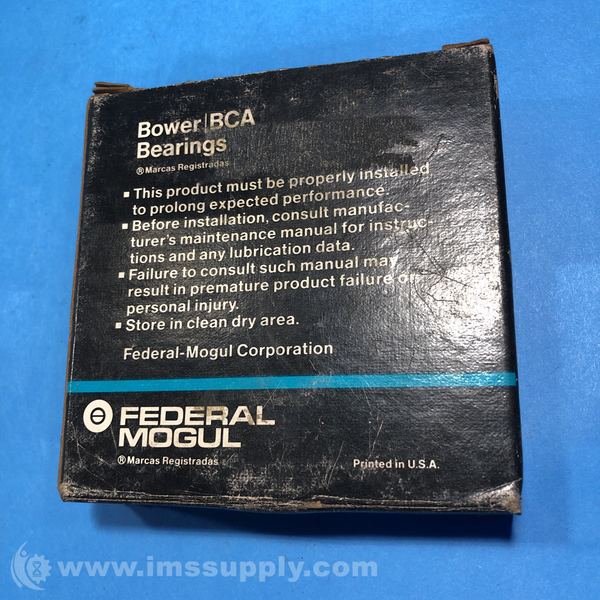 Bower|BCA
Bearings
® Marcas Registradas
▪ This product must be properly installed
to prolong expected performance.
▪ Before installation, consult manufac-
turer's maintenance manual for instruc-
tions and any lubrication data.
▪ Failure to consult such manual may
result in premature product failure or
personal injury.
▪ Store in clean dry area.
Federal-Mogul Corporation
FEDERAL
MOGUL
® Marcas Registradas
Printed in U.S.A.
www.imssupply.com